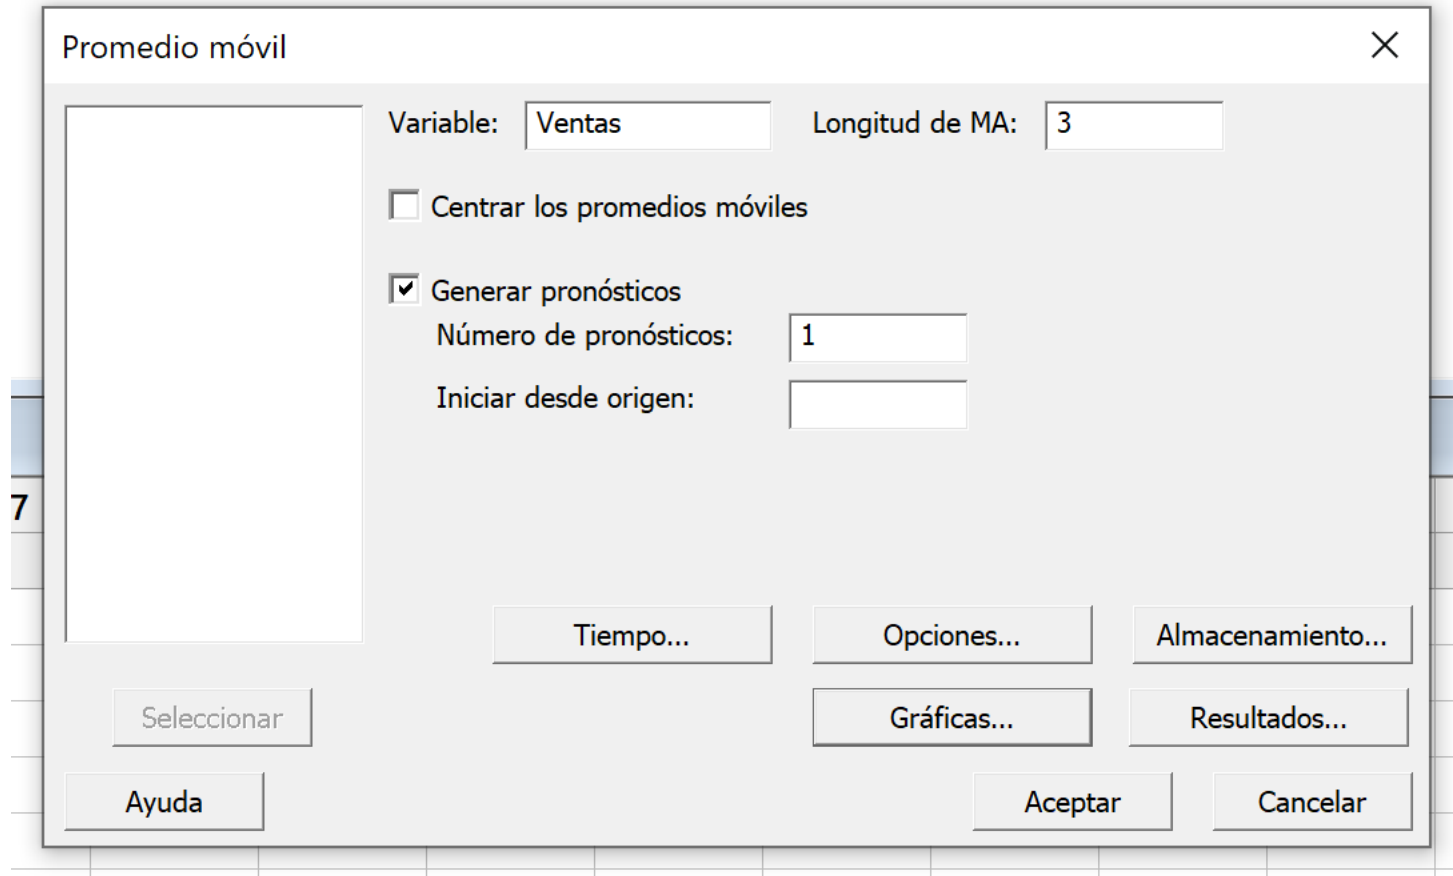 Promedio móvil
Variable: Ventas Longitud de MA: 3
Centrar los promedios móviles
Generar pronósticos
Número de pronósticos: 1
Iniciar desde origen:
7
Tiempo... Opciones... Almacenamiento...
Seleccionar Gráficas... Resultados...
Ayuda Aceptar Cancelar